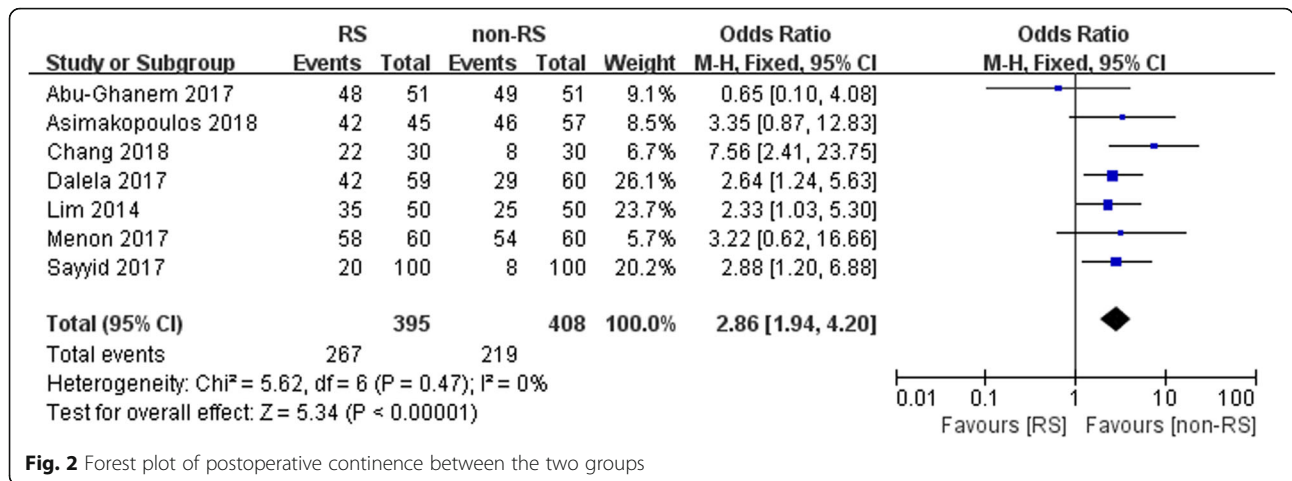 RS non-RS Odds Ratio Odds Ratio
Study or Subgroup Events Total Events Total Weight M-H, Fixed, 95% CI M-H, Fixed, 95% CI
Abu-Ghanem 2017 48 51 49 51 9.1% 0.65 [0.10, 4.08]
Asimakopoulos 2018 42 45 46 57 8.5% 3.35 [0.87, 12.83]
Chang 2018 22 30 8 30 6.7% 7.56 [2.41, 23.75]
Dalela 2017 42 59 29 60 26.1% 2.64 [1.24, 5.63]
Lim 2014 35 50 25 50 23.7% 2.33 [1.03, 5.30]
Menon 2017 58 60 54 60 5.7% 3.22 [0.62, 16.66]
Sayyid 2017 20 100 8 100 20.2% 2.88 [1.20, 6.88]
Total (95% CI) 395 408 100.0% 2.86 [1.94, 4.20]
Total events 267 219
Heterogeneity: Chi² = 5.62, df = 6 (P = 0.47); I² = 0%
Test for overall effect: Z = 5.34 (P < 0.00001)
0.01 0.1 1 10 100
Favours [RS] Favours [non-RS]
Fig. 2 Forest plot of postoperative continence between the two groups